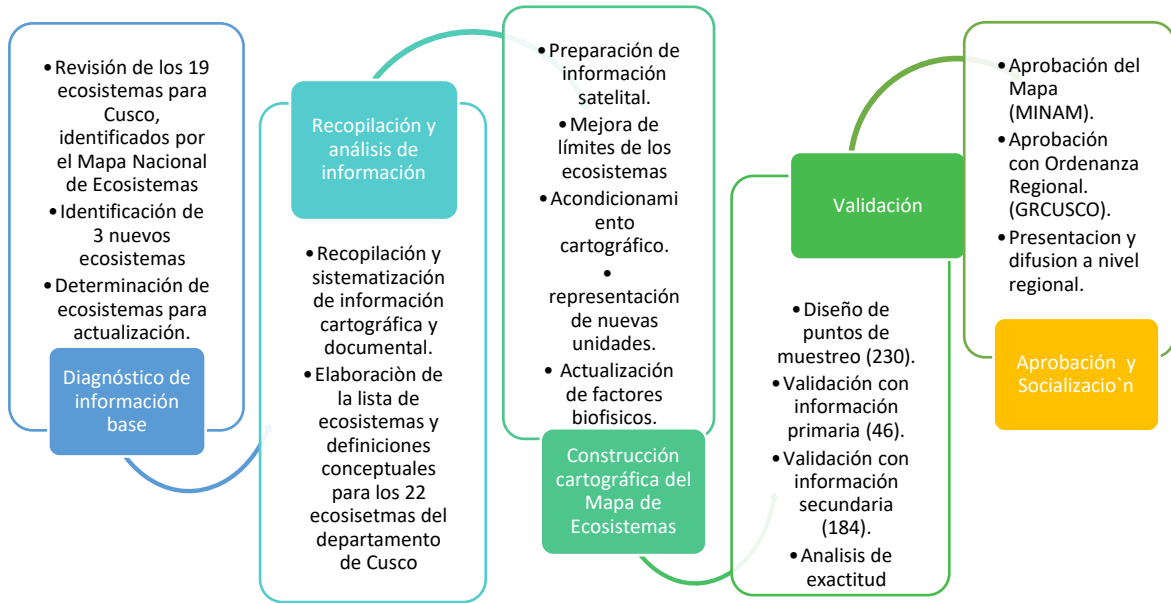 •Revisión de los 19
ecosistemas para
Cusco,
identificados por
el Mapa Nacional
de Ecosistemas
•Identificación de
3 nuevos
ecosistemas
•Determinación de
ecosistemas para
actualización.
Diagnóstico de
información
base
Recopilación y
análisis de
información
•Recopilación y
sistematización
de información
cartográfica y
documental.
•Elaboraciòn de
la lista de
ecosistemas y
definiciones
conceptuales
para los 22
ecosisetmas del
departamento
de Cusco
•Preparación de
información
satelital.
•Mejora de
límites de los
ecosistemas
•Acondicionami
ento
cartográfico.
•
representación
de nuevas
unidades.
• Actualización
de factores
biofisicos.
Construcción
cartográfica del
Mapa de
Ecosistemas
Validación
• Diseño de
puntos de
muestreo (230).
•Validación con
información
primaria (46).
•Validación con
información
secundaria
(184).
• Analisis de
exactitud
•Aprobación del
Mapa
(MINAM).
•Aprobación
con Ordenanza
Regional.
(GRCUSCO).
•Presentacion y
difusion a nivel
regional.
Aprobación y
Socializacio`n